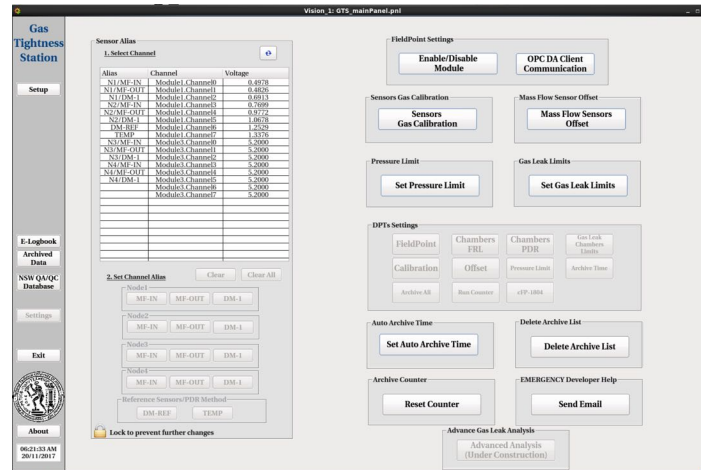 Vision_1: GTS_mainPanel.pnl
Gas
Tightness
Station
Setup
E-Logbook
Archived
Data
NSW QA/QC
Database
Settings
Exit
About
06:21:33 AM
20/11/2017
Sensor Alias
1. Select Channel
Alias Channel Voltage
N1/MF-IN Module1.Channel0 0.4978
N1/MF-OUT Module1.Channel1 0.4826
N1/DM-1 Module1.Channel2 0.6913
N2/MF-IN Module1.Channel3 0.7699
N2/MF-OUT Module1.Channel4 0.9772
N2/DM-1 Module1.Channel5 1.0678
DM-REF Module1.Channel6 1.2529
TEMP Module1.Channel7 1.3376
N3/MF-IN Module3.Channel0 5.2000
N3/MF-OUT Module3.Channel1 5.2000
N3/DM-1 Module3.Channel2 5.2000
N4/MF-IN Module3.Channel3 5.2000
N4/MF-OUT Module3.Channel4 5.2000
N4/DM-1 Module3.Channel5 5.2000
Module3.Channel6 5.2000
Module3.Channel7 5.2000
2. Set Channel Alias Clear Clear All
Node1
MF-IN MF-OUT DM-1
Node2
MF-IN MF-OUT DM-1
Node3
MF-IN MF-OUT DM-1
Node4
MF-IN MF-OUT DM-1
Reference Sensors/PDR Method
DM-REF TEMP
Lock to prevent further changes
FieldPoint Settings
Enable/Disable
Module
OPC DA Client
Communication
Sensors Gas Calibration
Sensors
Gas Calibration
Mass Flow Sensor Offset
Mass Flow Sensors
Offset
Pressure Limit
Set Pressure Limit
Gas Leak Limits
Set Gas Leak Limits
DPTs Settings
FieldPoint
Chambers
FRL
Chambers
PDR
Gas Leak
Chambers
Limits
Calibration Offset Pressure Limit Archive Time
Archive All Run Counter cFP-1804
Auto Archive Time
Set Auto Archive Time
Delete Archive List
Delete Archive List
Archive Counter
Reset Counter
EMERGENCY Developer Help
Send Email
Advance Gas Leak Analysis
Advanced Analysis
(Under Construction)